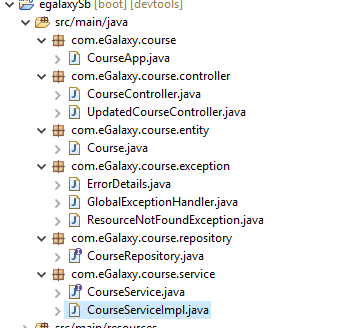 egalaxySb [boot] [devtools]
src/main/java
com.eGalaxy.course
CourseApp.java
com.eGalaxy.course.controller
CourseController.java
UpdatedCourseController.java
com.eGalaxy.course.entity
Course.java
com.eGalaxy.course.exception
ErrorDetails.java
GlobalExceptionHandler.java
ResourceNotFoundException.java
com.eGalaxy.course.repository
CourseRepository.java
com.eGalaxy.course.service
CourseService.java
CourseServiceImpl.java
src/main/resources